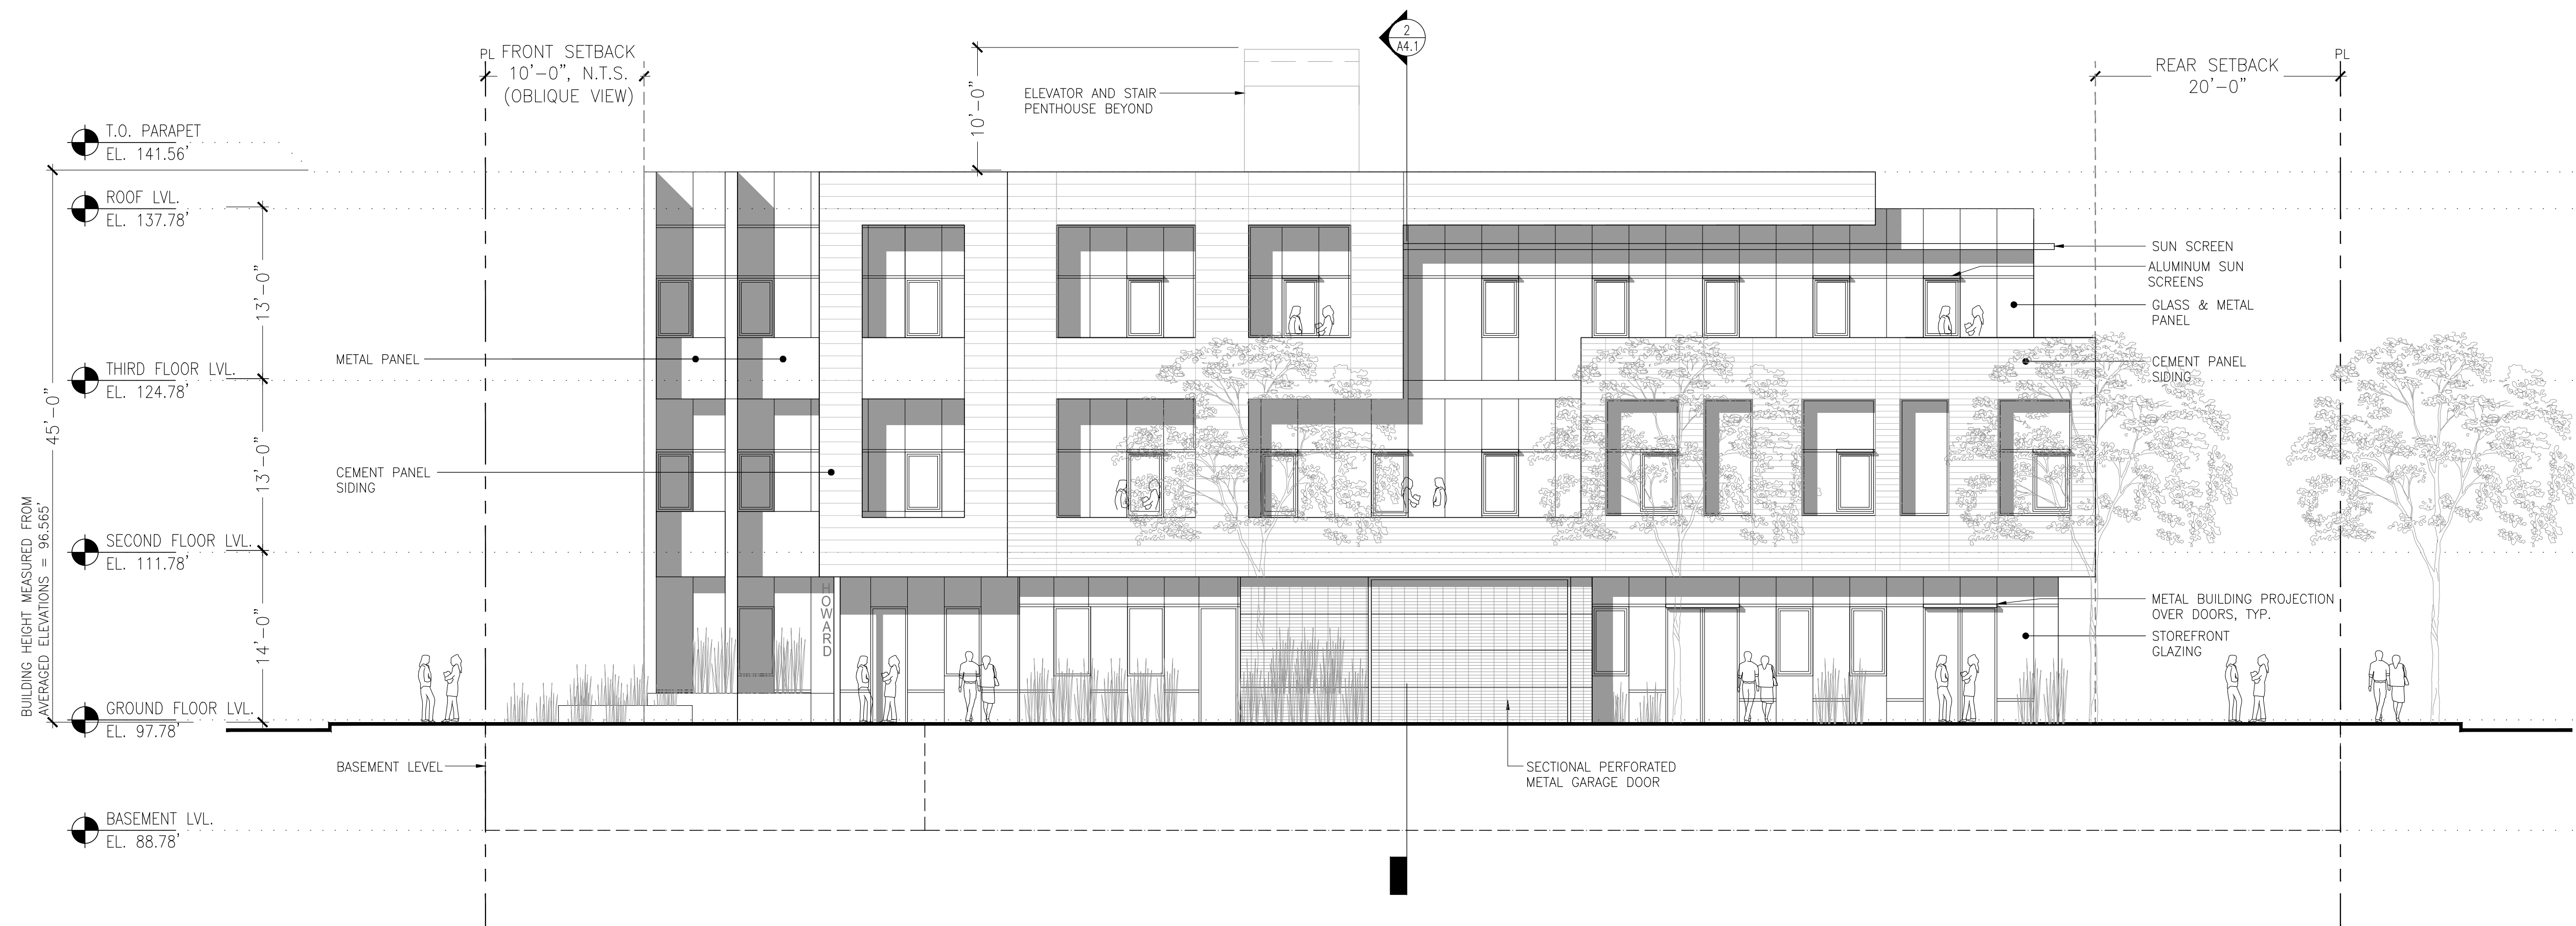 PL
FRONT SETBACK
10'-0", N.T.S.
(OBLIQUE VIEW)
10'-0"
ELEVATOR AND STAIR
PENTHOUSE BEYOND
2
A4.1
REAR SETBACK
20'-0"
PL
T.O. PARAPET
EL. 141.56'
ROOF LVL.
EL. 137.78'
THIRD FLOOR LVL.
EL. 124.78'
SECOND FLOOR LVL.
EL. 111.78'
GROUND FLOOR LVL.
EL. 97.78'
BASEMENT LVL.
EL. 88.78'
45'-0"
BUILDING HEIGHT MEASURED FROM
AVERAGED ELEVATIONS = 96.565'
13'-0"
13'-0"
14'-0"
METAL PANEL
CEMENT PANEL
SIDING
BASEMENT LEVEL
HOWARD
SUN SCREEN
ALUMINUM SUN
SCREENS
GLASS & METAL
PANEL
CEMENT PANEL
SIDING
METAL BUILDING PROJECTION
OVER DOORS, TYP.
STOREFRONT
GLAZING
SECTIONAL PERFORATED
METAL GARAGE DOOR